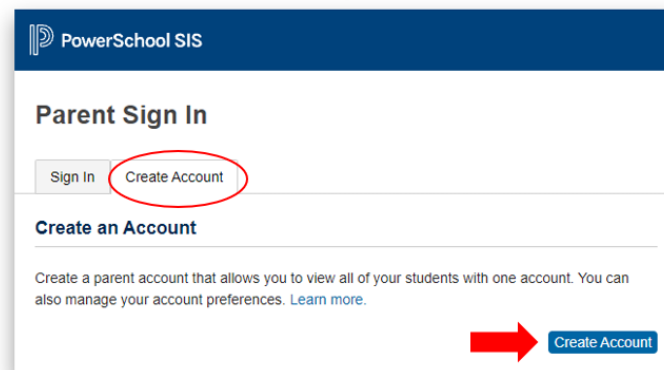 PowerSchool SIS
Parent Sign In
Sign In Create Account
Create an Account
Create a parent account that allows you to view all of your students with one account. You can
also manage your account preferences. Learn more.
Create Account